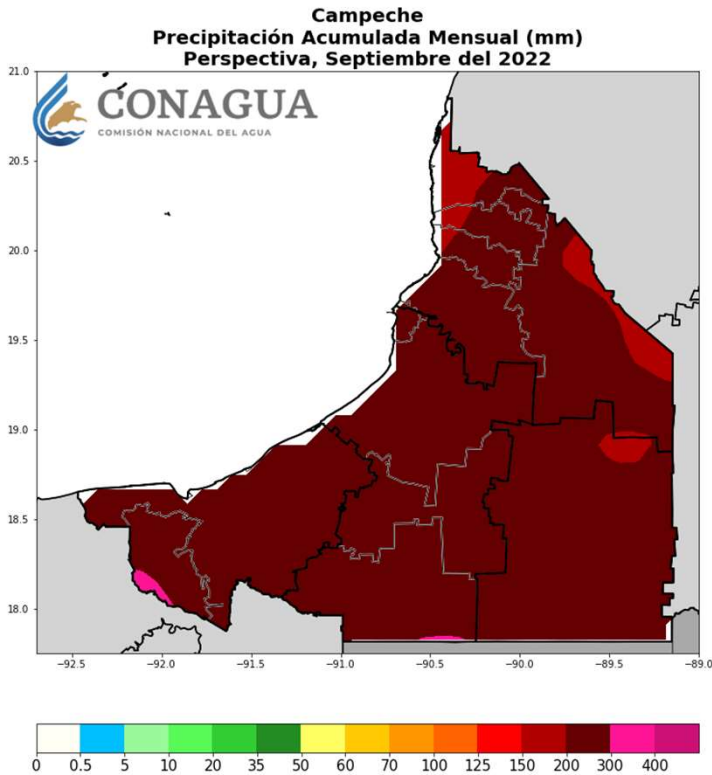 Campeche
Precipitación Acumulada Mensual (mm)
Perspectiva, Septiembre del 2022
CONAGUA
COMISIÓN NACIONAL DEL AGUA
21.0
20.5
20.0
19.5
19.0
18.5
18.0
−92.5 −92.0 −91.5 −91.0 −90.5 −90.0 −89.5 −89.0
0 0.5 5 10 20 35 50 60 70 100 125 150 200 300 400